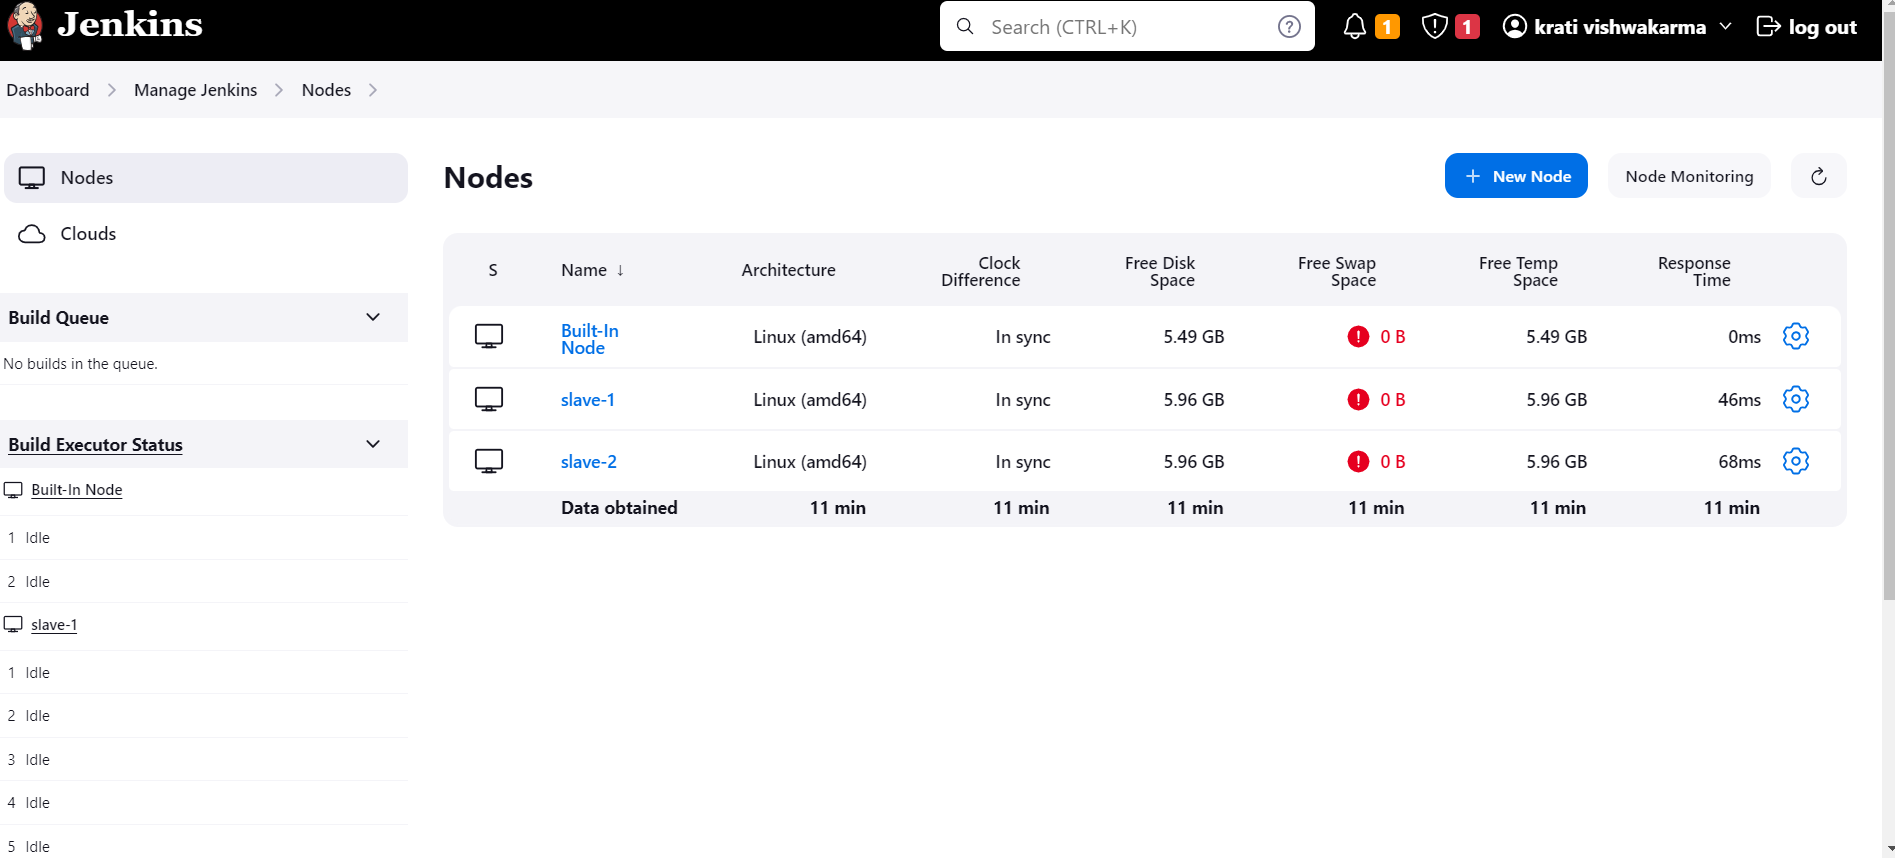 Jenkins
Search (CTRL+K)
?
1
1
krati vishwakarma
log out
Dashboard
Manage Jenkins
Nodes
Nodes
Clouds
Build Queue
No builds in the queue.
Build Executor Status
Built-In Node
1 Idle
2 Idle
slave-1
1 Idle
2 Idle
3 Idle
4 Idle
5 Idle
Nodes
+ New Node
Node Monitoring
S Name ↓ Architecture Clock Difference Free Disk Space Free Swap Space Free Temp Space Response Time
Built-In Node Linux (amd64) In sync 5.49 GB ! 0 B 5.49 GB 0ms
slave-1 Linux (amd64) In sync 5.96 GB ! 0 B 5.96 GB 46ms
slave-2 Linux (amd64) In sync 5.96 GB ! 0 B 5.96 GB 68ms
Data obtained 11 min 11 min 11 min 11 min 11 min 11 min